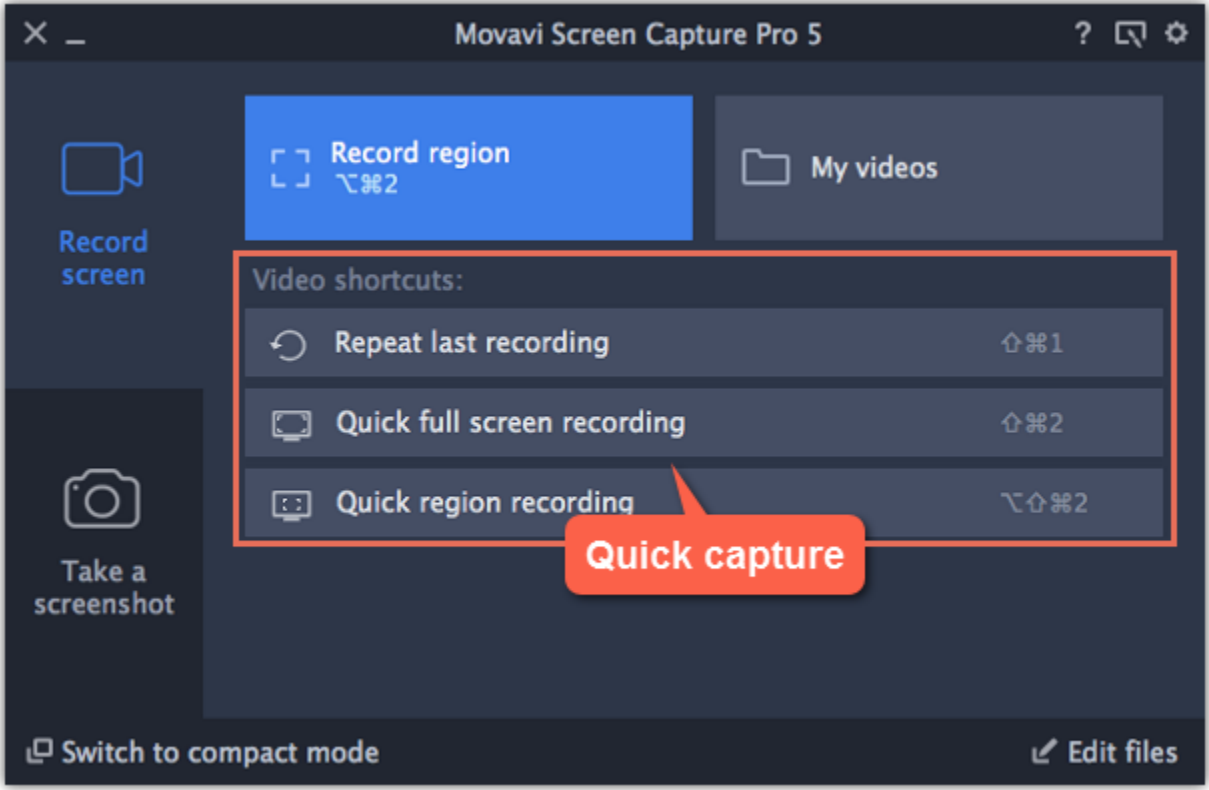 Movavi Screen Capture Pro 5
?
Record region
⌥⌘2
My videos
Record
screen
Video shortcuts:
Repeat last recording ⇧⌘1
Quick full screen recording ⇧⌘2
Quick region recording ⌥⇧⌘2
Quick capture
Take a
screenshot
Switch to compact mode
Edit files